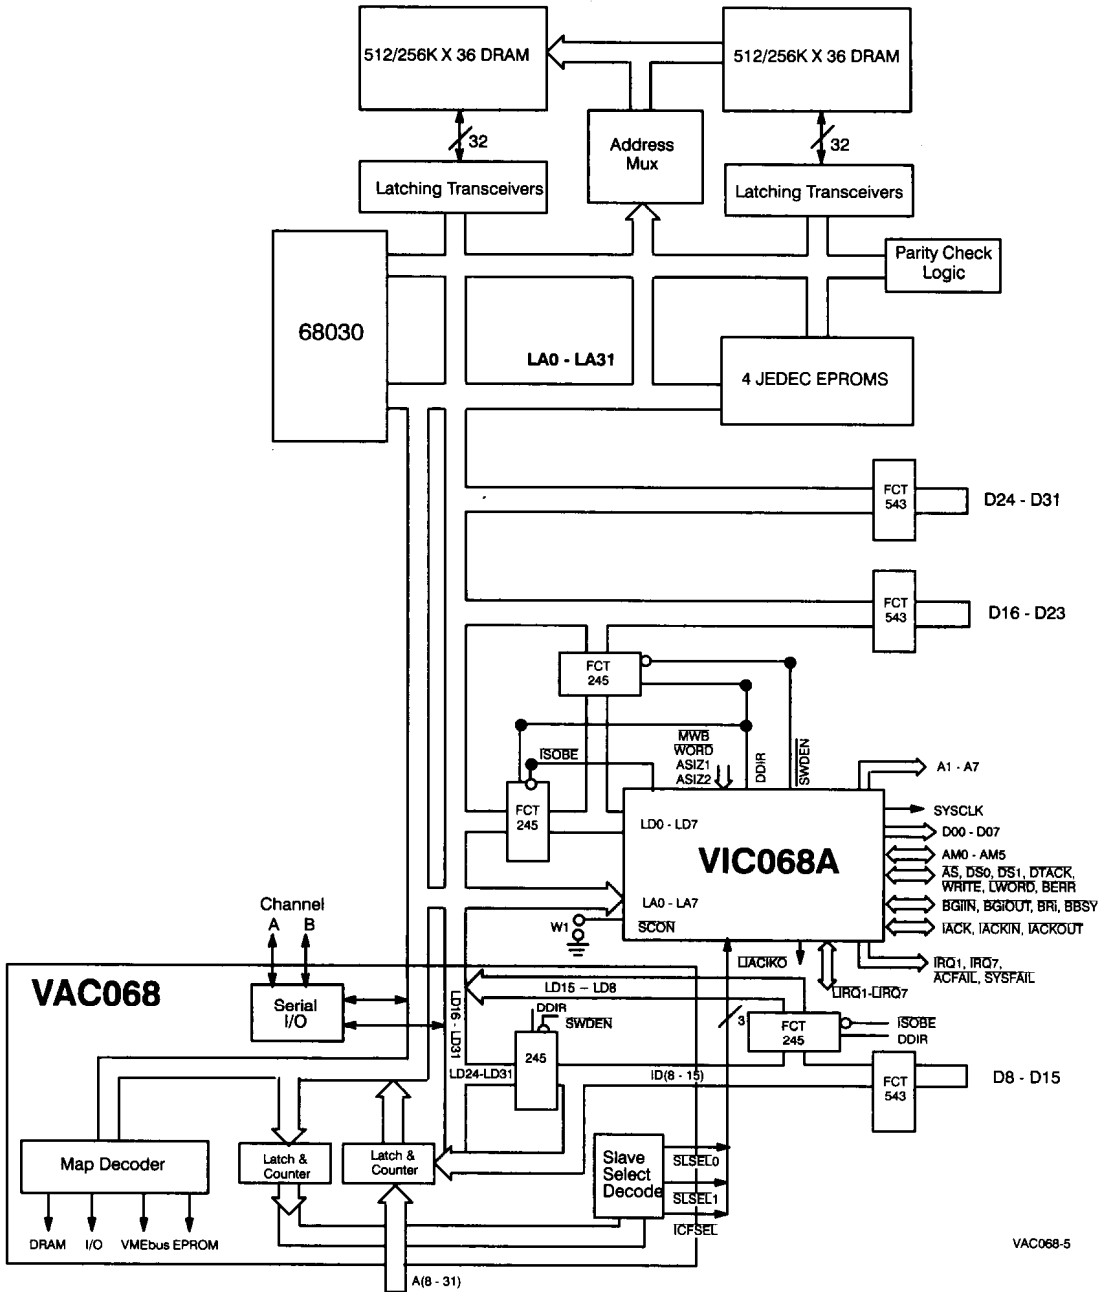 512/256K X 36 DRAM
512/256K X 36 DRAM
32
Address
Mux
32
Latching Transceivers
Latching Transceivers
Parity Check
Logic
68030
LA0 - LA31
4 JEDEC EPROMS
FCT
543
D24 - D31
FCT
543
D16 - D23
FCT
245
MWB
WORD
ASIZ1
ASIZ2
DDIR
SWDEN
ISOBE
FCT
245
A1 - A7
SYSCLK
LD0 - LD7
D00 - D07
VIC068A
AM0 - AM5
AS, DS0, DS1, DTACK,
WRITE, LWORD, BERR
LA0 - LA7
BGiIN, BGiOUT, BRi, BBSY
Channel
A B
W1
SCON
IACK, IACKIN, IACKOUT
LIACIKO
IRQ1, IRQ7,
ACFAIL, SYSFAIL
LIRQ1-LIRQ7
VAC068
Serial
I/O
LD16 - LD31
LD15 - LD8
DDIR
SWDEN
3
FCT
245
ISOBE
DDIR
245
LD24-LD31
ID(8 - 15)
FCT
543
D8 - D15
Map Decoder
Latch &
Counter
Latch &
Counter
Slave
Select
Decode
SLSEL0
SLSEL1
ICFSEL
DRAM I/O VMEbus EPROM
VAC068-5
A(8 - 31)